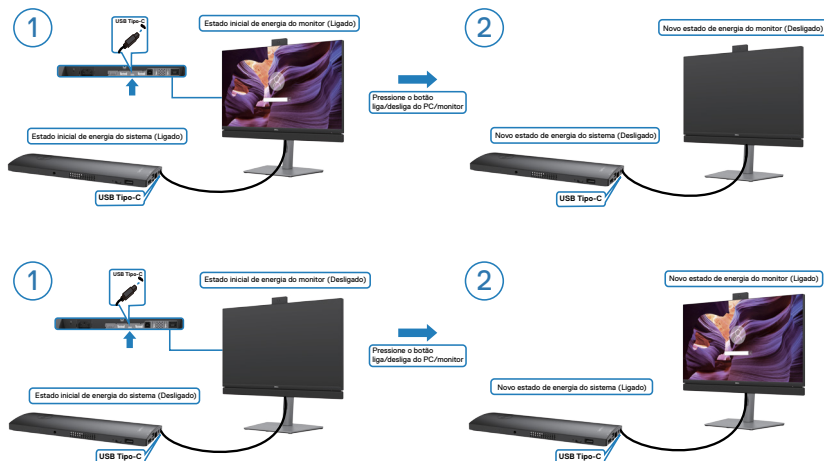 1
USB Tipo-C
Estado inicial de energia do monitor (Ligado)
Estado inicial de energia do sistema (Ligado)
USB Tipo-C
Pressione o botão
liga/desliga do PC/monitor
2
Novo estado de energia do monitor (Desligado)
Novo estado de energia do sistema (Desligado)
USB Tipo-C
1
USB Tipo-C
Estado inicial de energia do monitor (Desligado)
Estado inicial de energia do sistema (Desligado)
USB Tipo-C
Pressione o botão
liga/desliga do PC/monitor
2
Novo estado de energia do monitor (Ligado)
Novo estado de energia do sistema (Ligado)
USB Tipo-C